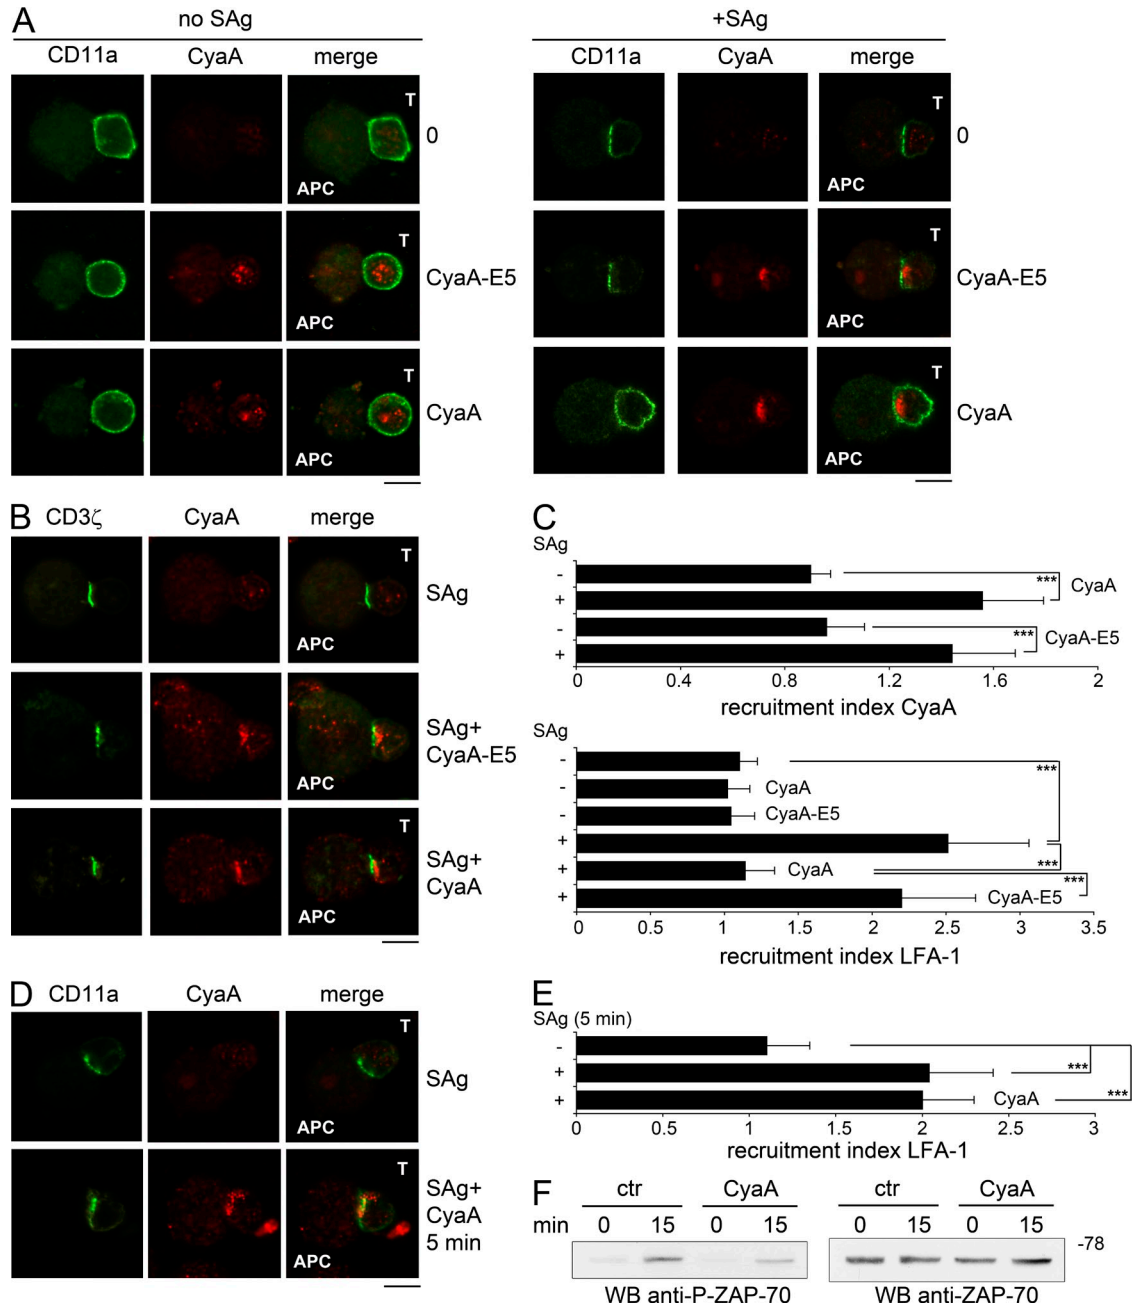 A
no SAg
+SAg
CD11a CyaA merge
CD11a CyaA merge
T
APC
0
T
APC
0
T
APC
CyaA-E5
T
APC
CyaA-E5
T
APC
CyaA
T
APC
CyaA
B
CD3ζ CyaA merge
T
APC
SAg
APC
SAg+
CyaA-E5
T
APC
SAg+
CyaA
C
SAg
-
+
-
+
***
CyaA
***
CyaA-E5
0 0.4 0.8 1.2 1.6 2
recruitment index CyaA
SAg
-
- CyaA
- CyaA-E5
+
+ CyaA
+ CyaA-E5
***
***
***
0 0.5 1 1.5 2 2.5 3 3.5
recruitment index LFA-1
D
CD11a CyaA merge
T
APC
SAg
T
APC
SAg+
CyaA
5 min
E
SAg (5 min)
-
+
+ CyaA
***
***
0 0.5 1 1.5 2 2.5 3
recruitment index LFA-1
F
ctr CyaA ctr CyaA
min 0 15 0 15 0 15 0 15
-78
WB anti-P-ZAP-70 WB anti-ZAP-70